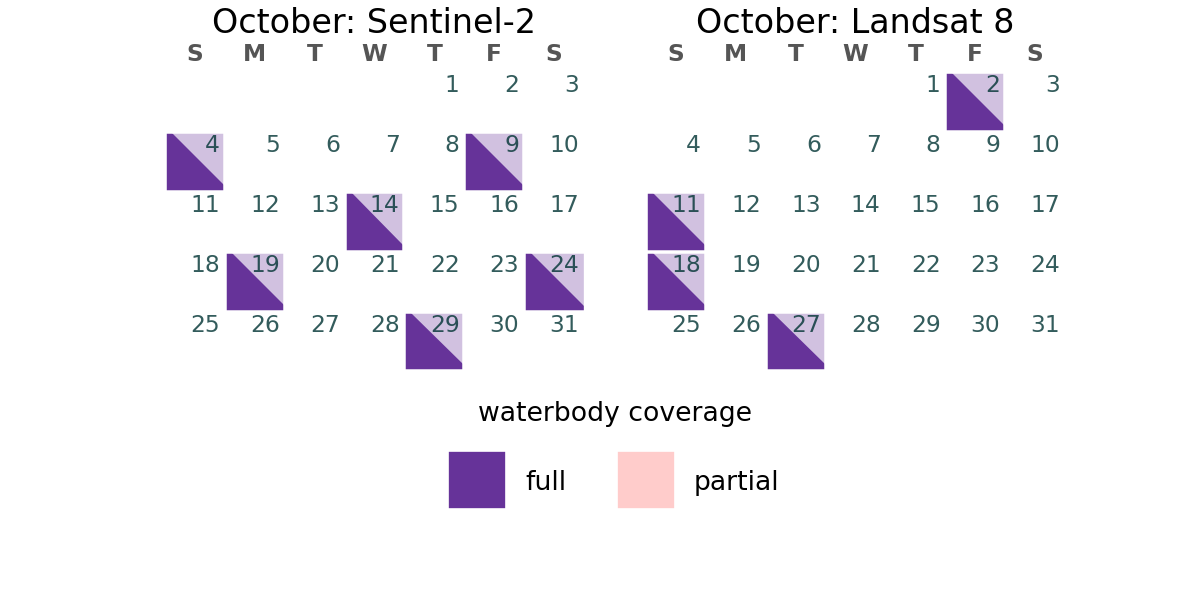 October: Sentinel-2
S M T W T F S
1 2 3
4 5 6 7 8 9 10
11 12 13 14 15 16 17
18 19 20 21 22 23 24
25 26 27 28 29 30 31
October: Landsat 8
S M T W T F S
1 2 3
4 5 6 7 8 9 10
11 12 13 14 15 16 17
18 19 20 21 22 23 24
25 26 27 28 29 30 31
waterbody coverage
full
partial